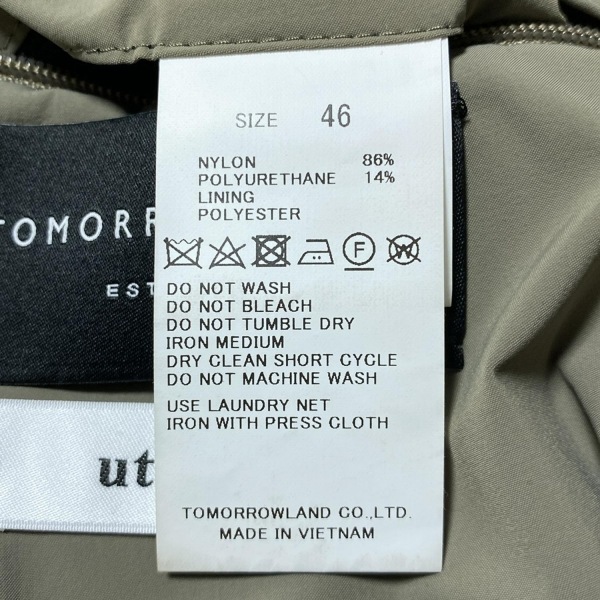 SIZE 46
NYLON 86%
POLYURETHANE 14%
LINING
POLYESTER
F W
DO NOT WASH
DO NOT BLEACH
DO NOT TUMBLE DRY
IRON MEDIUM
DRY CLEAN SHORT CYCLE
DO NOT MACHINE WASH
USE LAUNDRY NET
IRON WITH PRESS CLOTH
TOMORROWLAND CO.,LTD.
MADE IN VIETNAM
TOMORR
EST
ut